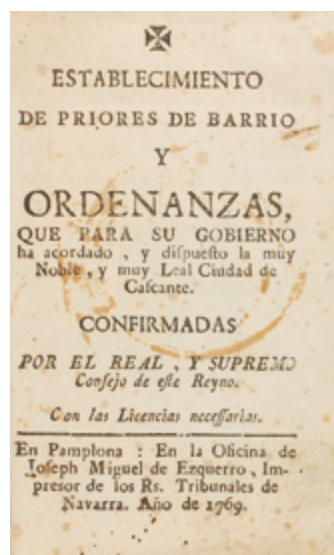 ESTABLECIMIENTO
DE PRIORES DE BARRIO
Y
ORDENANZAS,
QUE PARA SU GOBIERNO
ha acordado , y dispuesto la muy
Noble , y muy Leal Ciudad de
Cascante.
CONFIRMADAS
POR EL REAL , Y SUPREMO
Consejo de este Reyno.
Con las Licencias necessarias.
En Pamplona : En la Oficina de
Joseph Miguel de Ezquerro, Im-
presor de los Rs. Tribunales de
Navarra. Año de 1769.